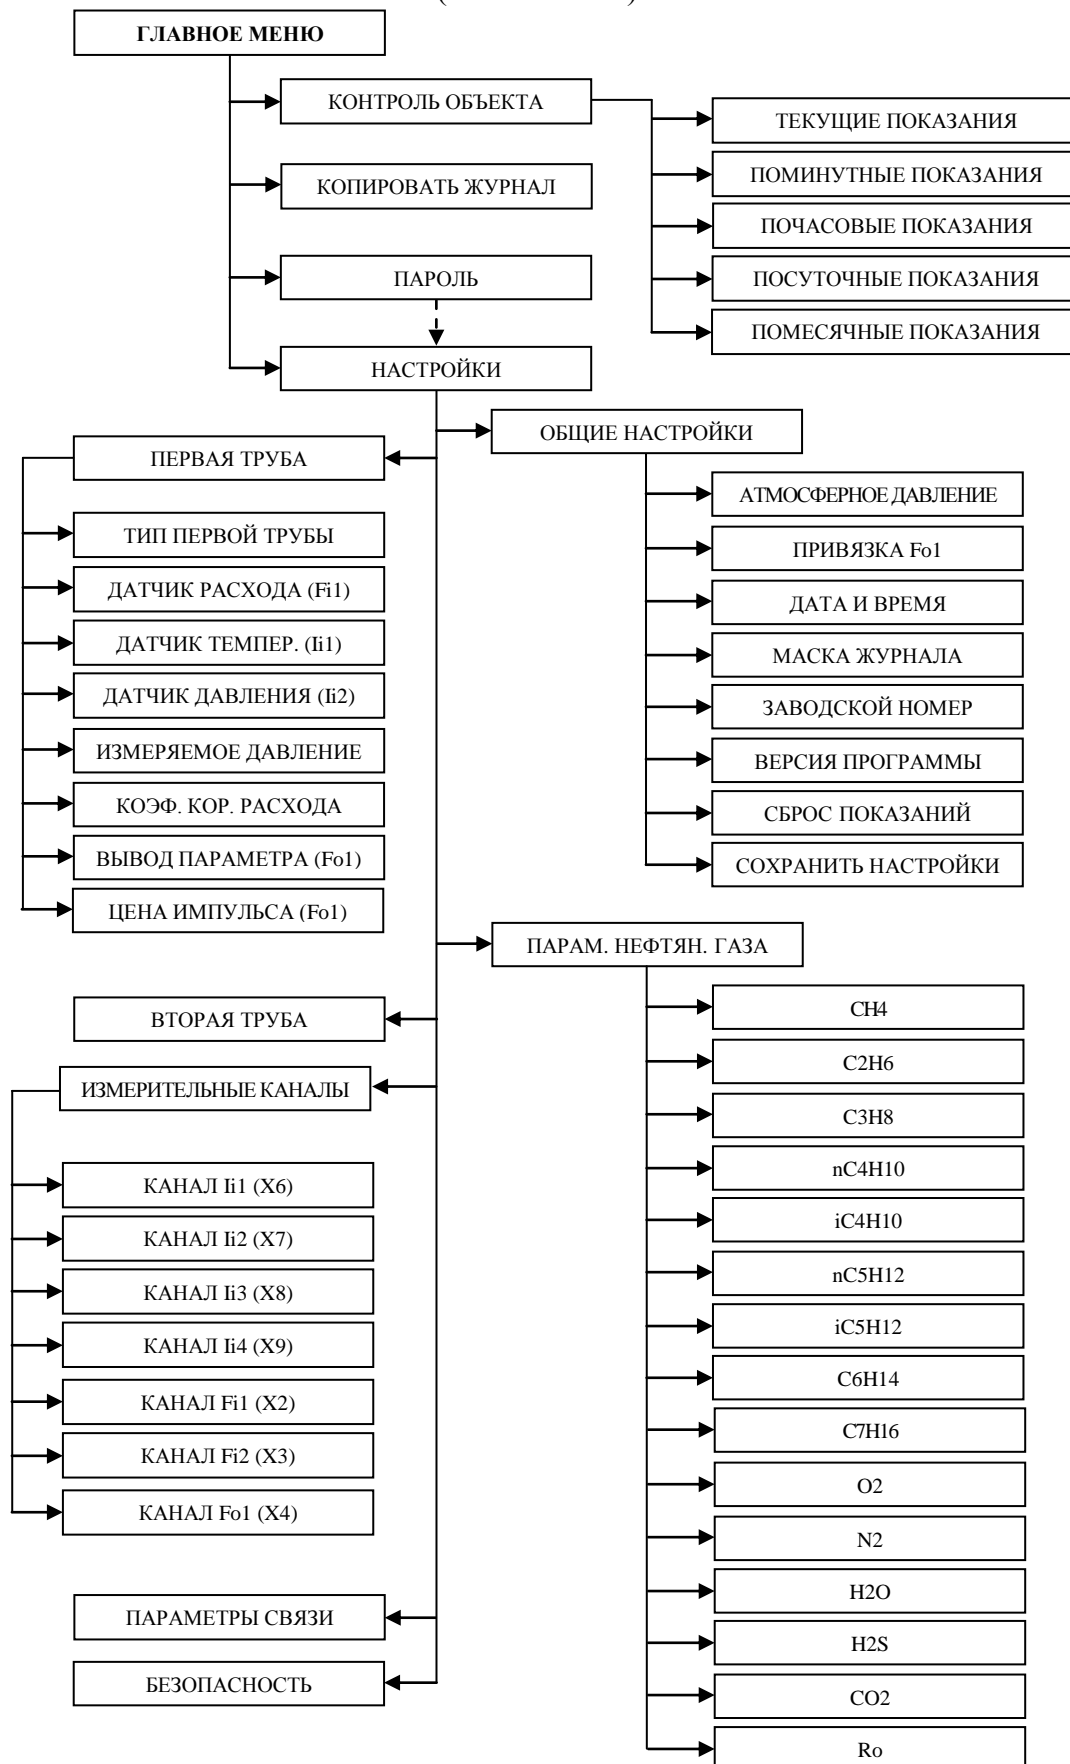 ГЛАВНОЕ МЕНЮ
КОНТРОЛЬ ОБЪЕКТА
ТЕКУЩИЕ ПОКАЗАНИЯ
ПОМИНУТНЫЕ ПОКАЗАНИЯ
ПОЧАСОВЫЕ ПОКАЗАНИЯ
ПОСУТОЧНЫЕ ПОКАЗАНИЯ
ПОМЕСЯЧНЫЕ ПОКАЗАНИЯ
КОПИРОВАТЬ ЖУРНАЛ
ПАРОЛЬ
НАСТРОЙКИ
ПЕРВАЯ ТРУБА
ТИП ПЕРВОЙ ТРУБЫ
ДАТЧИК РАСХОДА (Fi1)
ДАТЧИК ТЕМПЕР. (Ii1)
ДАТЧИК ДАВЛЕНИЯ (Ii2)
ИЗМЕРЯЕМОЕ ДАВЛЕНИЕ
КОЭФ. КОР. РАСХОДА
ВЫВОД ПАРАМЕТРА (Fo1)
ЦЕНА ИМПУЛЬСА (Fo1)
ОБЩИЕ НАСТРОЙКИ
АТМОСФЕРНОЕ ДАВЛЕНИЕ
ПРИВЯЗКА Fo1
ДАТА И ВРЕМЯ
МАСКА ЖУРНАЛА
ЗАВОДСКОЙ НОМЕР
ВЕРСИЯ ПРОГРАММЫ
СБРОС ПОКАЗАНИЙ
СОХРАНИТЬ НАСТРОЙКИ
ВТОРАЯ ТРУБА
ИЗМЕРИТЕЛЬНЫЕ КАНАЛЫ
КАНАЛ Ii1 (X6)
КАНАЛ Ii2 (X7)
КАНАЛ Ii3 (X8)
КАНАЛ Ii4 (X9)
КАНАЛ Fi1 (X2)
КАНАЛ Fi2 (X3)
КАНАЛ Fo1 (X4)
ПАРАМ. НЕФТЯН. ГАЗА
CH4
C2H6
C3H8
nC4H10
iC4H10
nC5H12
iC5H12
C6H14
C7H16
O2
N2
H2O
H2S
CO2
Ro
ПАРАМЕТРЫ СВЯЗИ
БЕЗОПАСНОСТЬ